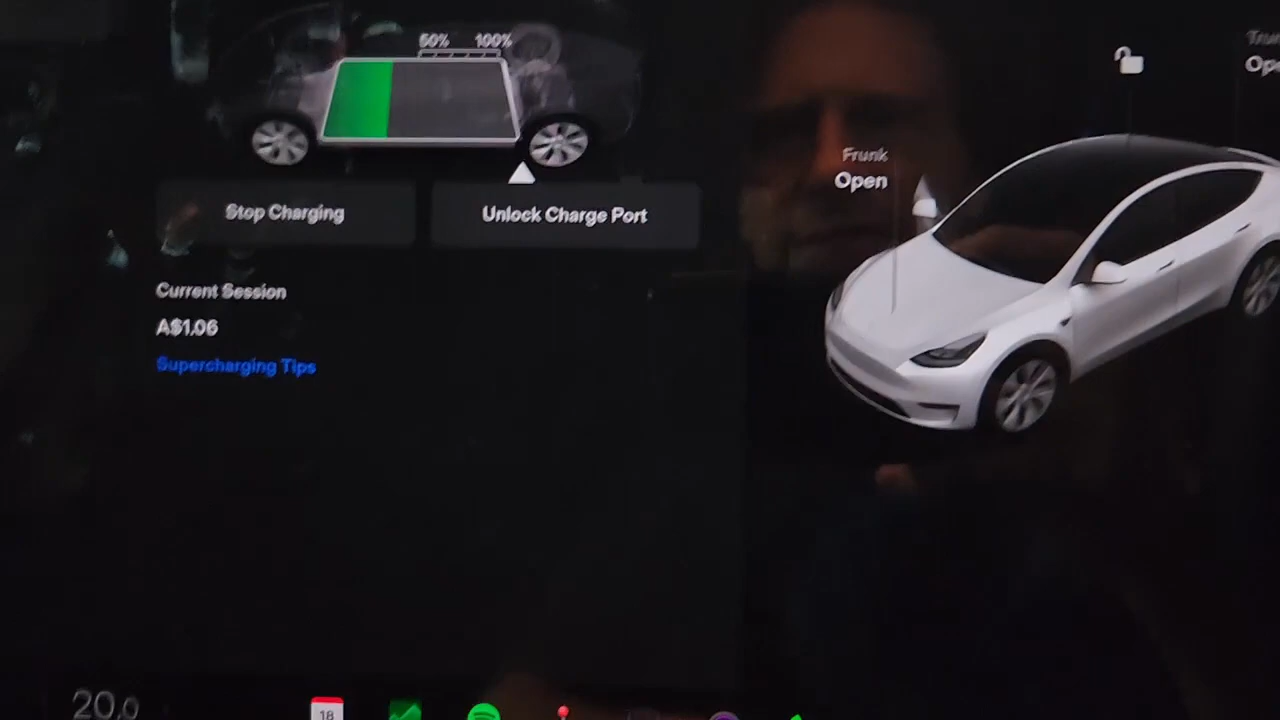 50% 100%
Stop Charging
Unlock Charge Port
Current Session
A$1.06
Supercharging Tips
Frunk
Open
20.0
18